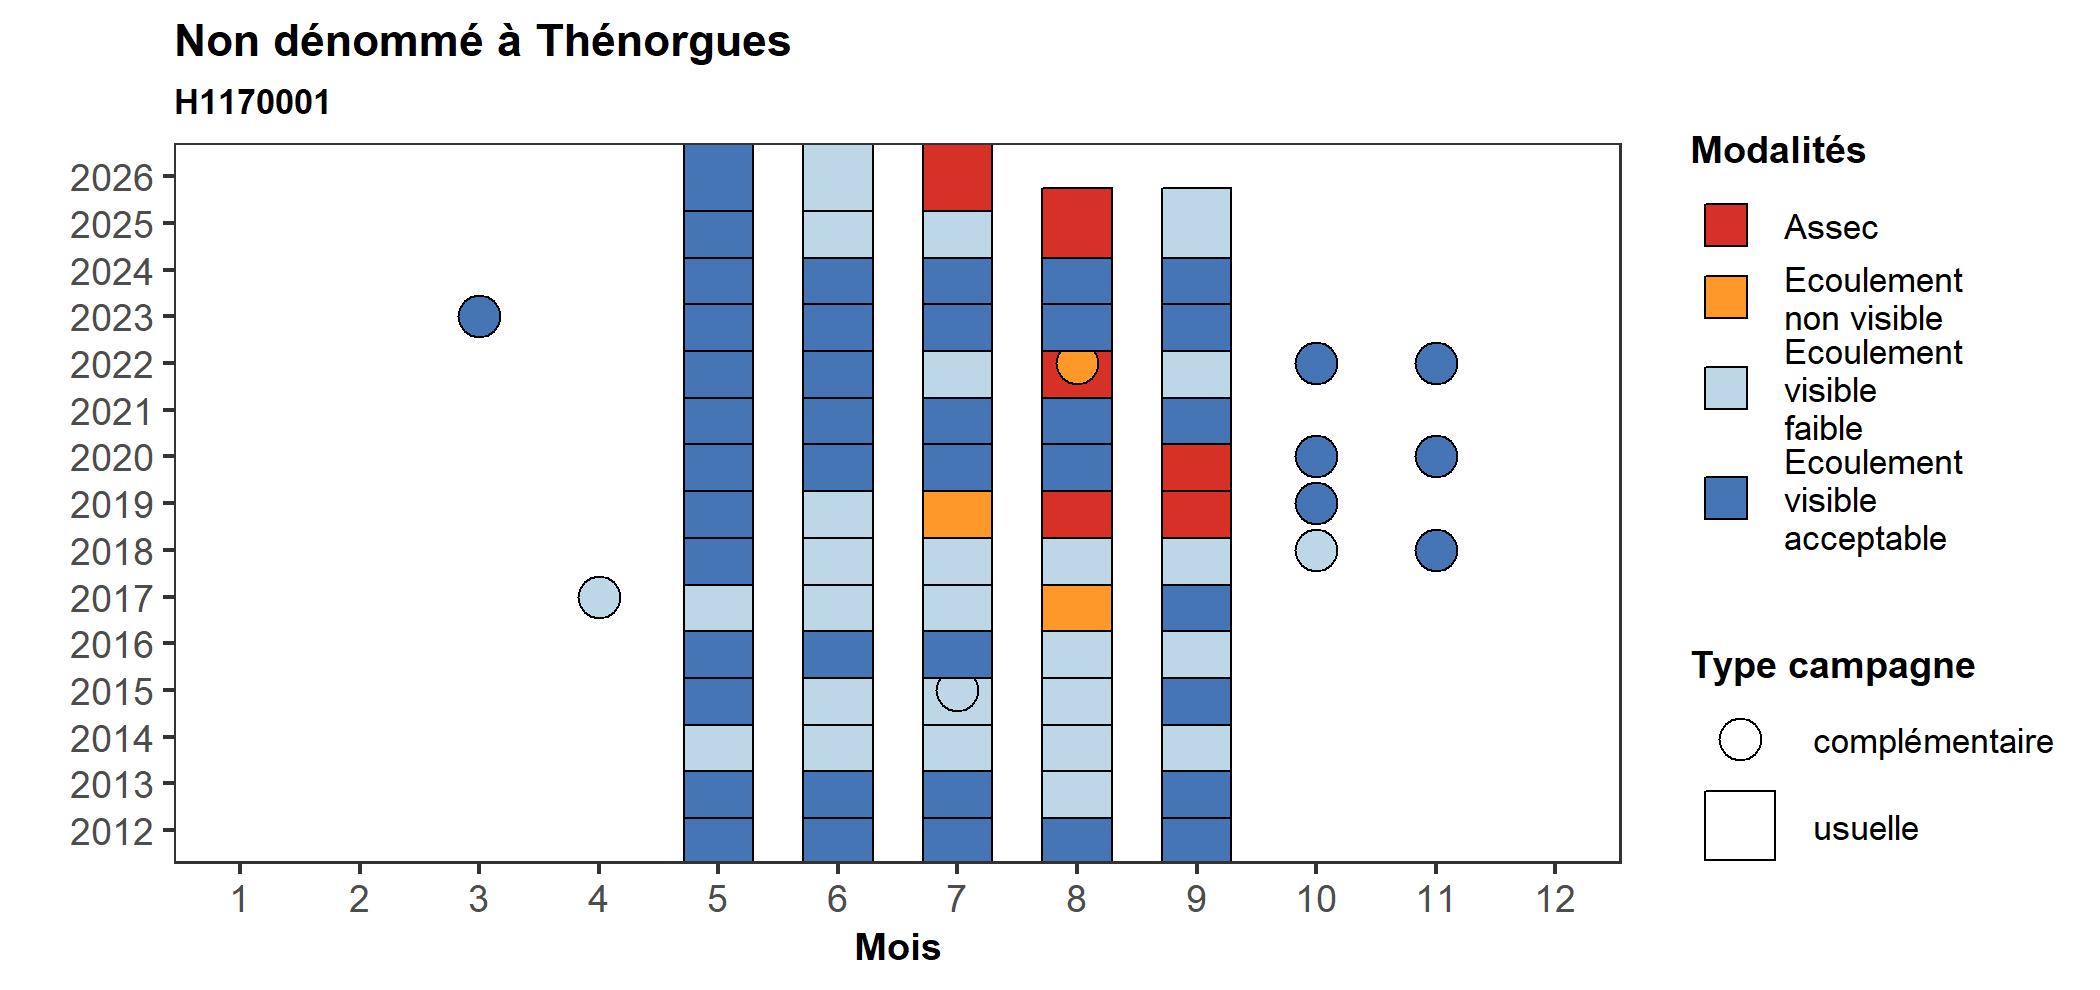 Non dénommé à Thénorgues
H1170001
2026
2025
2024
2023
2022
2021
2020
2019
2018
2017
2016
2015
2014
2013
2012
1 2 3 4 5 6 7 8 9 10 11 12
Mois
Modalités
Assec
Ecoulement
non visible
Ecoulement
visible
faible
Ecoulement
visible
acceptable
Type campagne
complémentaire
usuelle